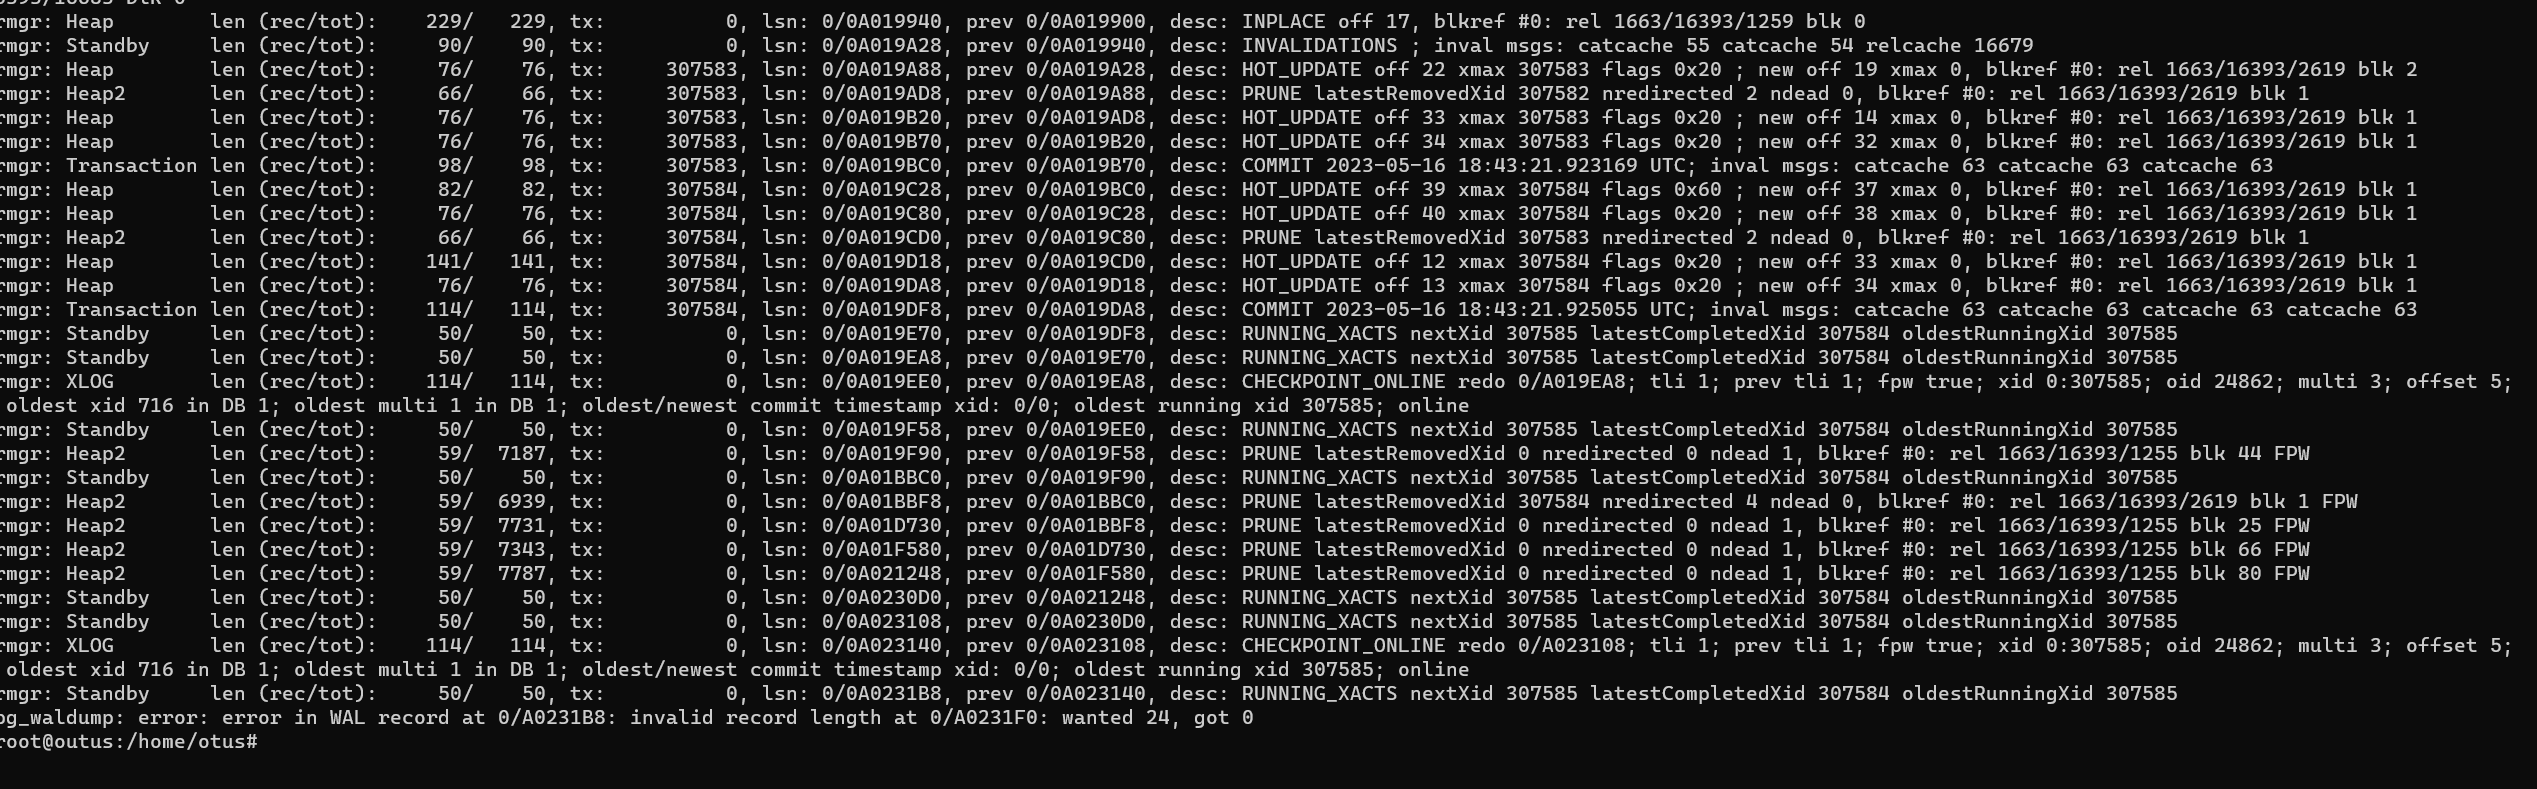 rmgr: Heap        len (rec/tot):    229/   229, tx:          0, lsn: 0/0A019940, prev 0/0A019900, desc: INPLACE off 17, blkref #0: rel 1663/16393/1259 blk 0
rmgr: Standby     len (rec/tot):     90/    90, tx:          0, lsn: 0/0A019A28, prev 0/0A019940, desc: INVALIDATIONS ; inval msgs: catcache 55 catcache 54 relcache 16679
rmgr: Heap        len (rec/tot):     76/    76, tx:     307583, lsn: 0/0A019A88, prev 0/0A019A28, desc: HOT_UPDATE off 22 xmax 307583 flags 0x20 ; new off 19 xmax 0, blkref #0: rel 1663/16393/2619 blk 2
rmgr: Heap2       len (rec/tot):     66/    66, tx:     307583, lsn: 0/0A019AD8, prev 0/0A019A88, desc: PRUNE latestRemovedXid 307582 nredirected 2 ndead 0, blkref #0: rel 1663/16393/2619 blk 1
rmgr: Heap        len (rec/tot):     76/    76, tx:     307583, lsn: 0/0A019B20, prev 0/0A019AD8, desc: HOT_UPDATE off 33 xmax 307583 flags 0x20 ; new off 14 xmax 0, blkref #0: rel 1663/16393/2619 blk 1
rmgr: Heap        len (rec/tot):     76/    76, tx:     307583, lsn: 0/0A019B70, prev 0/0A019B20, desc: HOT_UPDATE off 34 xmax 307583 flags 0x20 ; new off 32 xmax 0, blkref #0: rel 1663/16393/2619 blk 1
rmgr: Transaction len (rec/tot):     98/    98, tx:     307583, lsn: 0/0A019BC0, prev 0/0A019B70, desc: COMMIT 2023-05-16 18:43:21.923169 UTC; inval msgs: catcache 63 catcache 63 catcache 63
rmgr: Heap        len (rec/tot):     82/    82, tx:     307584, lsn: 0/0A019C28, prev 0/0A019BC0, desc: HOT_UPDATE off 39 xmax 307584 flags 0x60 ; new off 37 xmax 0, blkref #0: rel 1663/16393/2619 blk 1
rmgr: Heap        len (rec/tot):     76/    76, tx:     307584, lsn: 0/0A019C80, prev 0/0A019C28, desc: HOT_UPDATE off 40 xmax 307584 flags 0x20 ; new off 38 xmax 0, blkref #0: rel 1663/16393/2619 blk 1
rmgr: Heap2       len (rec/tot):     66/    66, tx:     307584, lsn: 0/0A019CD0, prev 0/0A019C80, desc: PRUNE latestRemovedXid 307583 nredirected 2 ndead 0, blkref #0: rel 1663/16393/2619 blk 1
rmgr: Heap        len (rec/tot):    141/   141, tx:     307584, lsn: 0/0A019D18, prev 0/0A019CD0, desc: HOT_UPDATE off 12 xmax 307584 flags 0x20 ; new off 33 xmax 0, blkref #0: rel 1663/16393/2619 blk 1
rmgr: Heap        len (rec/tot):     76/    76, tx:     307584, lsn: 0/0A019DA8, prev 0/0A019D18, desc: HOT_UPDATE off 13 xmax 307584 flags 0x20 ; new off 34 xmax 0, blkref #0: rel 1663/16393/2619 blk 1
rmgr: Transaction len (rec/tot):    114/   114, tx:     307584, lsn: 0/0A019DF8, prev 0/0A019DA8, desc: COMMIT 2023-05-16 18:43:21.925055 UTC; inval msgs: catcache 63 catcache 63 catcache 63 catcache 63
rmgr: Standby     len (rec/tot):     50/    50, tx:          0, lsn: 0/0A019E70, prev 0/0A019DF8, desc: RUNNING_XACTS nextXid 307585 latestCompletedXid 307584 oldestRunningXid 307585
rmgr: Standby     len (rec/tot):     50/    50, tx:          0, lsn: 0/0A019EA8, prev 0/0A019E70, desc: RUNNING_XACTS nextXid 307585 latestCompletedXid 307584 oldestRunningXid 307585
rmgr: XLOG        len (rec/tot):    114/   114, tx:          0, lsn: 0/0A019EE0, prev 0/0A019EA8, desc: CHECKPOINT_ONLINE redo 0/A019EA8; tli 1; prev tli 1; fpw true; xid 0:307585; oid 24862; multi 3; offset 5;
oldest xid 716 in DB 1; oldest multi 1 in DB 1; oldest/newest commit timestamp xid: 0/0; oldest running xid 307585; online
rmgr: Standby     len (rec/tot):     50/    50, tx:          0, lsn: 0/0A019F58, prev 0/0A019EE0, desc: RUNNING_XACTS nextXid 307585 latestCompletedXid 307584 oldestRunningXid 307585
rmgr: Heap2       len (rec/tot):     59/  7187, tx:          0, lsn: 0/0A019F90, prev 0/0A019F58, desc: PRUNE latestRemovedXid 0 nredirected 0 ndead 1, blkref #0: rel 1663/16393/1255 blk 44 FPW
rmgr: Standby     len (rec/tot):     50/    50, tx:          0, lsn: 0/0A01BBC0, prev 0/0A019F90, desc: RUNNING_XACTS nextXid 307585 latestCompletedXid 307584 oldestRunningXid 307585
rmgr: Heap2       len (rec/tot):     59/  6939, tx:          0, lsn: 0/0A01BBF8, prev 0/0A01BBC0, desc: PRUNE latestRemovedXid 307584 nredirected 4 ndead 0, blkref #0: rel 1663/16393/2619 blk 1 FPW
rmgr: Heap2       len (rec/tot):     59/  7731, tx:          0, lsn: 0/0A01D730, prev 0/0A01BBF8, desc: PRUNE latestRemovedXid 0 nredirected 0 ndead 1, blkref #0: rel 1663/16393/1255 blk 25 FPW
rmgr: Heap2       len (rec/tot):     59/  7343, tx:          0, lsn: 0/0A01F580, prev 0/0A01D730, desc: PRUNE latestRemovedXid 0 nredirected 0 ndead 1, blkref #0: rel 1663/16393/1255 blk 66 FPW
rmgr: Heap2       len (rec/tot):     59/  7787, tx:          0, lsn: 0/0A021248, prev 0/0A01F580, desc: PRUNE latestRemovedXid 0 nredirected 0 ndead 1, blkref #0: rel 1663/16393/1255 blk 80 FPW
rmgr: Standby     len (rec/tot):     50/    50, tx:          0, lsn: 0/0A0230D0, prev 0/0A021248, desc: RUNNING_XACTS nextXid 307585 latestCompletedXid 307584 oldestRunningXid 307585
rmgr: Standby     len (rec/tot):     50/    50, tx:          0, lsn: 0/0A023108, prev 0/0A0230D0, desc: RUNNING_XACTS nextXid 307585 latestCompletedXid 307584 oldestRunningXid 307585
rmgr: XLOG        len (rec/tot):    114/   114, tx:          0, lsn: 0/0A023140, prev 0/0A023108, desc: CHECKPOINT_ONLINE redo 0/A023108; tli 1; prev tli 1; fpw true; xid 0:307585; oid 24862; multi 3; offset 5;
oldest xid 716 in DB 1; oldest multi 1 in DB 1; oldest/newest commit timestamp xid: 0/0; oldest running xid 307585; online
rmgr: Standby     len (rec/tot):     50/    50, tx:          0, lsn: 0/0A0231B8, prev 0/0A023140, desc: RUNNING_XACTS nextXid 307585 latestCompletedXid 307584 oldestRunningXid 307585
pg_waldump: error: error in WAL record at 0/A0231B8: invalid record length at 0/A0231F0: wanted 24, got 0
root@outus:/home/otus#